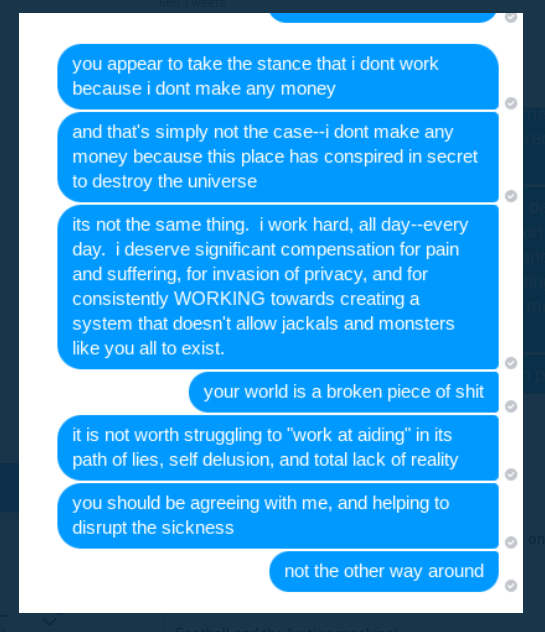 669 Tweets
you appear to take the stance that i dont work
because i dont make any money
and that's simply not the case--i dont make any
money because this place has conspired in secret
to destroy the universe
its not the same thing.  i work hard, all day--every
day.  i deserve significant compensation for pain
and suffering, for invasion of privacy, and for
consistently WORKING towards creating a
system that doesn't allow jackals and monsters
like you all to exist.
your world is a broken piece of shit
it is not worth struggling to "work at aiding" in its
path of lies, self delusion, and total lack of reality
you should be agreeing with me, and helping to
disrupt the sickness
not the other way around